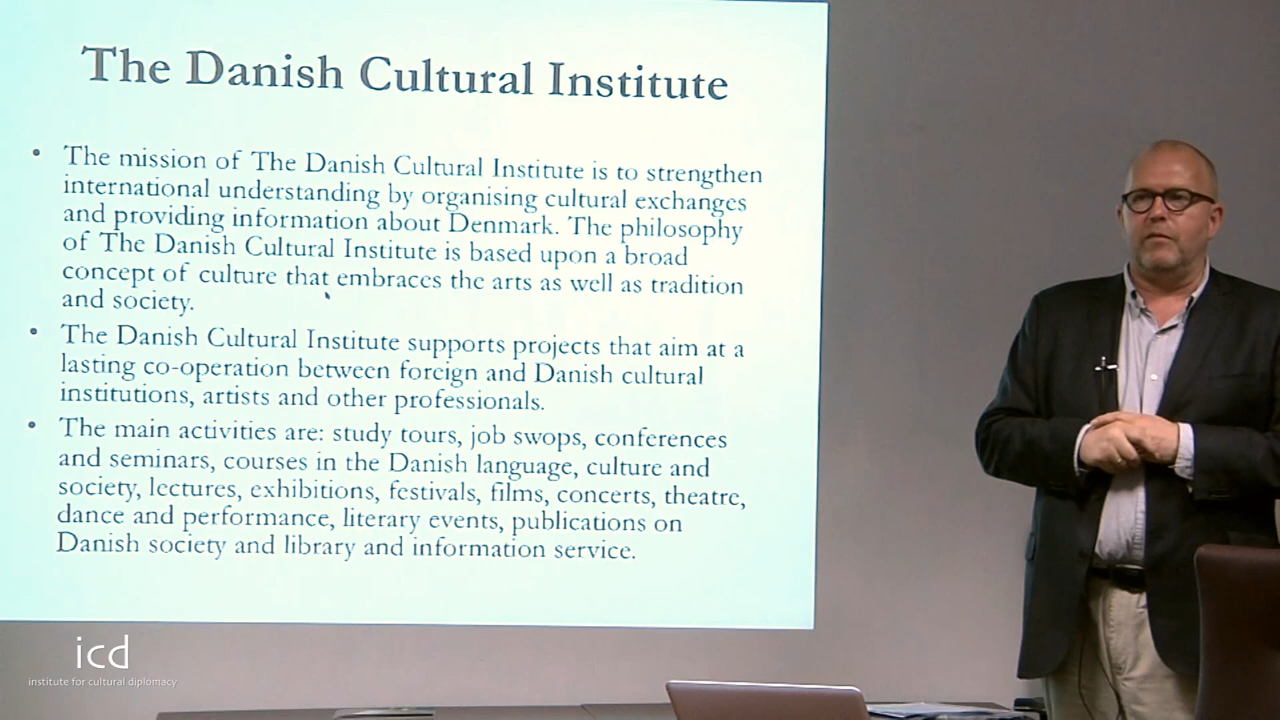 The Danish Cultural Institute
• The mission of The Danish Cultural Institute is to strengthen
international understanding by organising cultural exchanges
and providing information about Denmark. The philosophy
of The Danish Cultural Institute is based upon a broad
concept of culture that embraces the arts as well as tradition
and society.
• The Danish Cultural Institute supports projects that aim at a
lasting co-operation between foreign and Danish cultural
institutions, artists and other professionals.
• The main activities are: study tours, job swops, conferences
and seminars, courses in the Danish language, culture and
society, lectures, exhibitions, festivals, films, concerts, theatre,
dance and performance, literary events, publications on
Danish society and library and information service.
icd
institute for cultural diplomacy